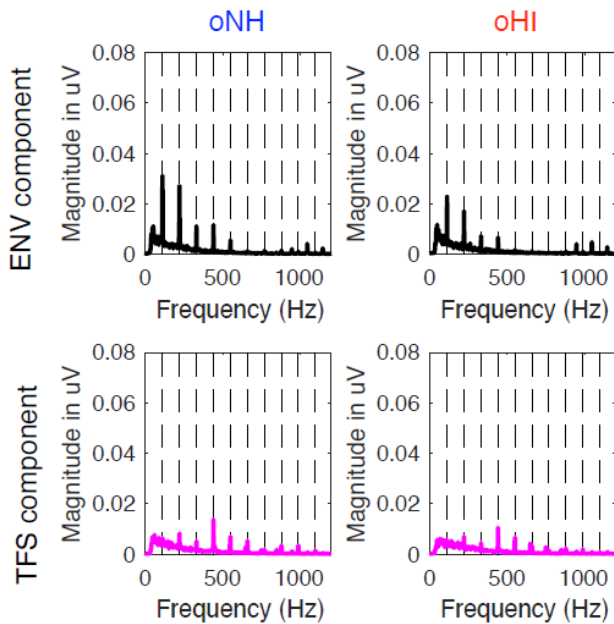 oNH
oHI
ENV component
Magnitude in uV
0.08
0.06
0.04
0.02
0
0
500
1000
Frequency (Hz)
Magnitude in uV
0.08
0.06
0.04
0.02
0
0
500
1000
Frequency (Hz)
TFS component
Magnitude in uV
0.08
0.06
0.04
0.02
0
0
500
1000
Frequency (Hz)
Magnitude in uV
0.08
0.06
0.04
0.02
0
0
500
1000
Frequency (Hz)